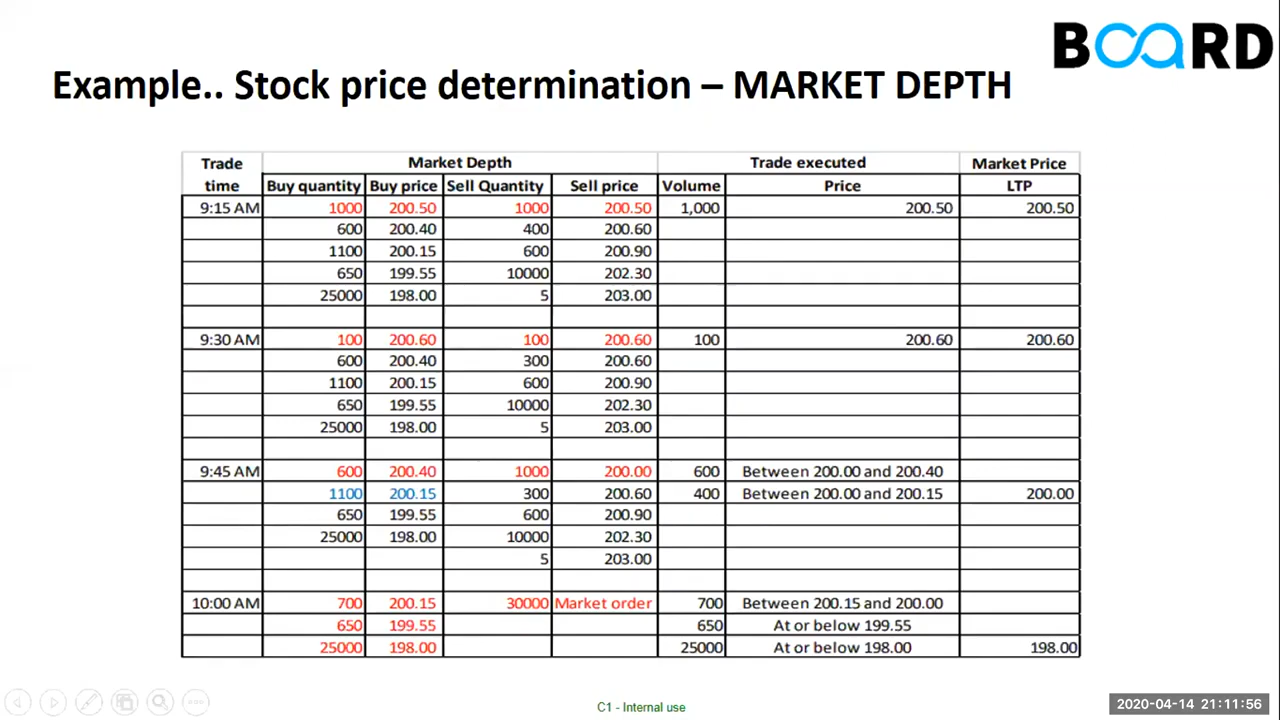 BOARD
Example.. Stock price determination – MARKET DEPTH
Trade time Market Depth Trade executed Market Price
Buy quantity Buy price Sell Quantity Sell price Volume Price LTP
9:15 AM 1000 200.50 1000 200.50 1,000 200.50 200.50
600 200.40 400 200.60
1100 200.15 600 200.90
650 199.55 10000 202.30
25000 198.00 5 203.00
9:30 AM 100 200.60 100 200.60 100 200.60 200.60
600 200.40 300 200.60
1100 200.15 600 200.90
650 199.55 10000 202.30
25000 198.00 5 203.00
9:45 AM 600 200.40 1000 200.00 600 Between 200.00 and 200.40
1100 200.15 300 200.60 400 Between 200.00 and 200.15 200.00
650 199.55 600 200.90
25000 198.00 10000 202.30
5 203.00
10:00 AM 700 200.15 30000 Market order 700 Between 200.15 and 200.00
650 199.55 650 At or below 199.55
25000 198.00 25000 At or below 198.00 198.00
C1 - Internal use
2020-04-14 21:11:56